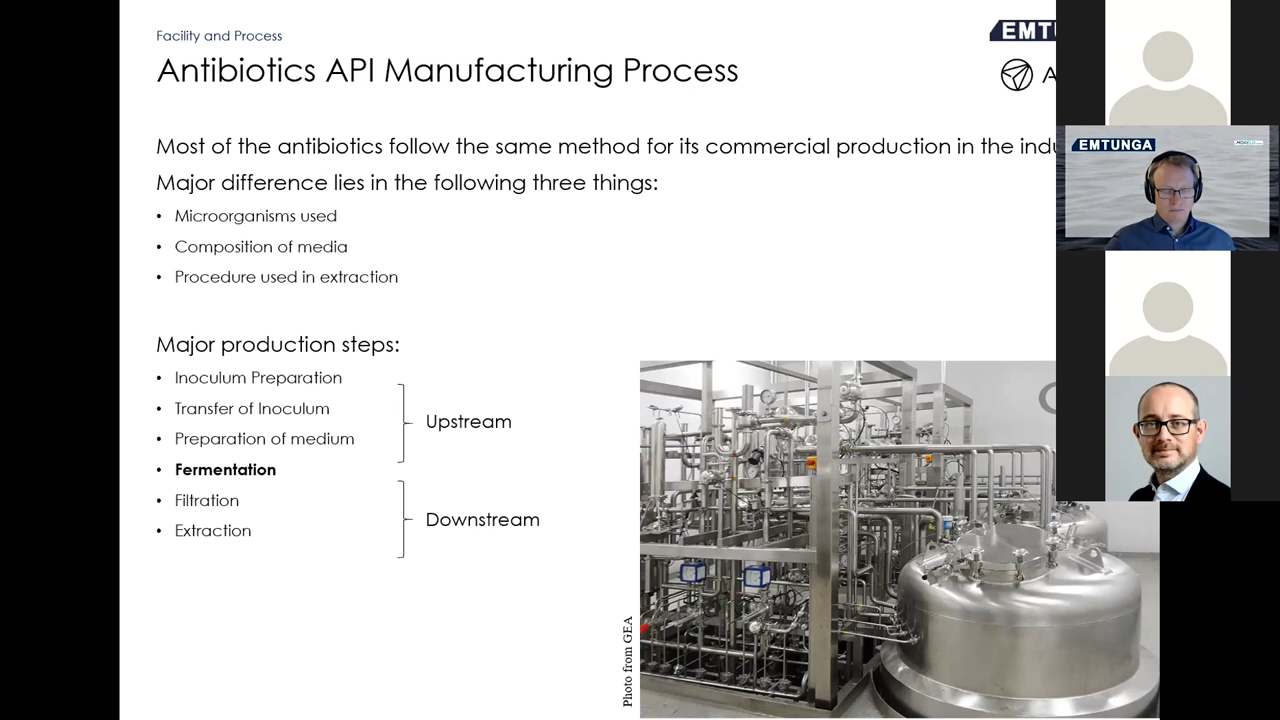 Facility and Process
Antibiotics API Manufacturing Process
Most of the antibiotics follow the same method for its commercial production in the
Major difference lies in the following three things:
• Microorganisms used
• Composition of media
• Procedure used in extraction
Major production steps:
• Inoculum Preparation
• Transfer of Inoculum
• Preparation of medium
• Fermentation
• Filtration
• Extraction
Upstream
Downstream
Photo from GEA
EMTUNGA